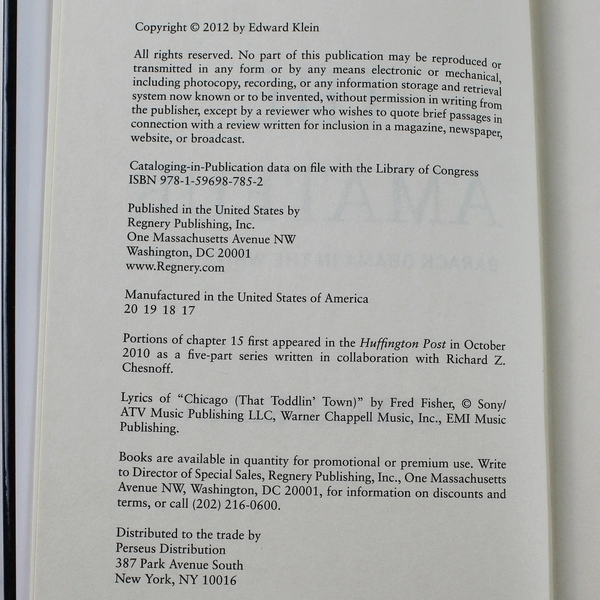 Copyright © 2012 by Edward Klein
All rights reserved. No part of this publication may be reproduced or
transmitted in any form or by any means electronic or mechanical,
including photocopy, recording, or any information storage and retrieval
system now known or to be invented, without permission in writing from
the publisher, except by a reviewer who wishes to quote brief passages in
connection with a review written for inclusion in a magazine, newspaper,
website, or broadcast.
Cataloging-in-Publication data on file with the Library of Congress
ISBN 978-1-59698-785-2
Published in the United States by
Regnery Publishing, Inc.
One Massachusetts Avenue NW
Washington, DC 20001
www.Regnery.com
Manufactured in the United States of America
20 19 18 17
Portions of chapter 15 first appeared in the Huffington Post in October
2010 as a five-part series written in collaboration with Richard Z.
Chesnoff.
Lyrics of “Chicago (That Toddlin’ Town)” by Fred Fisher, © Sony/
ATV Music Publishing LLC, Warner Chappell Music, Inc., EMI Music
Publishing.
Books are available in quantity for promotional or premium use. Write
to Director of Special Sales, Regnery Publishing, Inc., One Massachusetts
Avenue NW, Washington, DC 20001, for information on discounts and
terms, or call (202) 216-0600.
Distributed to the trade by
Perseus Distribution
387 Park Avenue South
New York, NY 10016